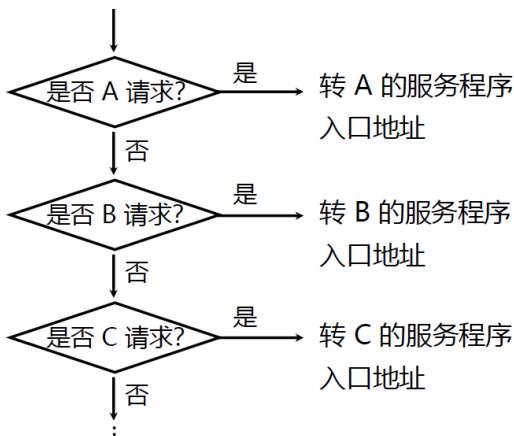 是否 A 请求?
是
转 A 的服务程序
入口地址
否
是否 B 请求?
是
转 B 的服务程序
入口地址
否
是否 C 请求?
是
转 C 的服务程序
入口地址
否
⋮